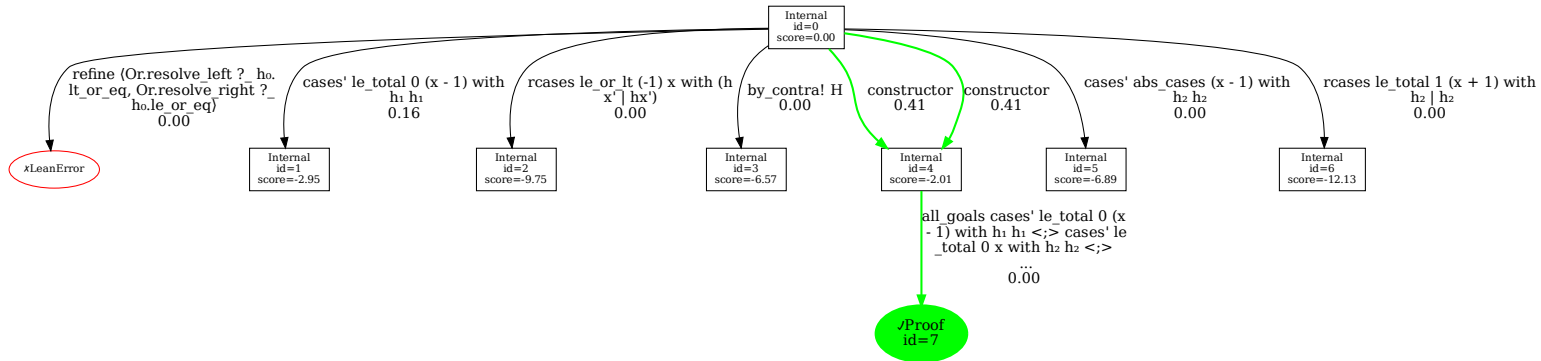 Internal
id=0
score=0.00
refine ⟨Or.resolve_left ?_ h₀.
lt_or_eq, Or.resolve_right ?_
h₀.le_or_eq⟩
0.00
cases' le_total 0 (x - 1) with
h₁ h₁
0.16
rcases le_or_lt (-1) x with (h
x' | hx')
0.00
by_contra! H
0.00
constructor
0.41
constructor
0.41
cases' abs_cases (x - 1) with
h₂ h₂
0.00
rcases le_total 1 (x + 1) with
h₂ | h₂
0.00
✗LeanError
Internal
id=1
score=-2.95
Internal
id=2
score=-9.75
Internal
id=3
score=-6.57
Internal
id=4
score=-2.01
Internal
id=5
score=-6.89
Internal
id=6
score=-12.13
all_goals cases' le_total 0 (x
- 1) with h₁ h₁ <;> cases' le
_total 0 x with h₂ h₂ <;>
...
0.00
✓Proof
id=7